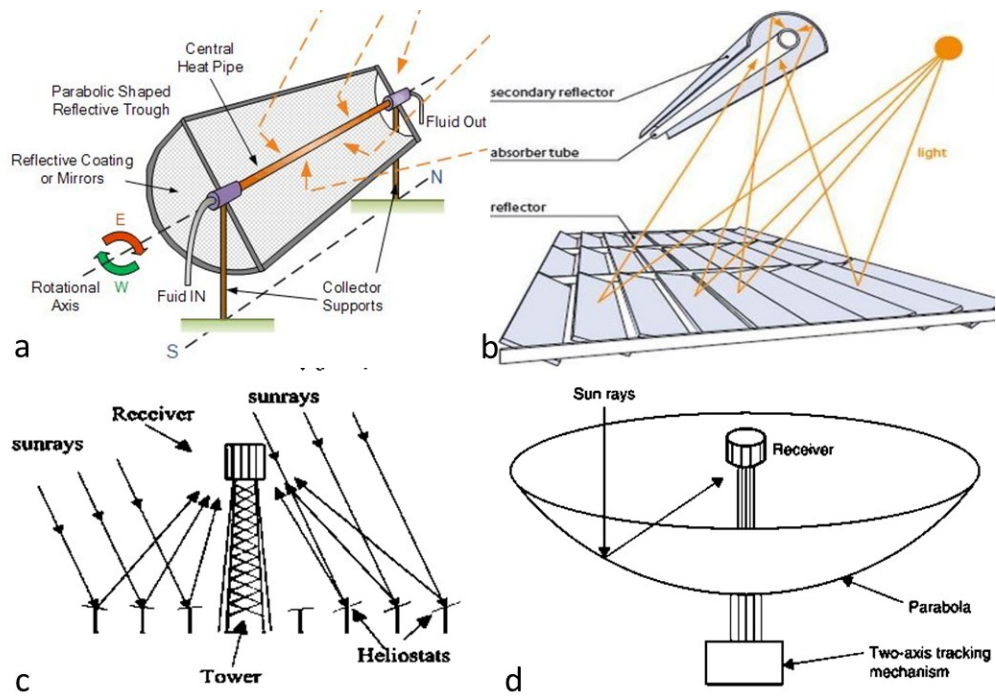 Central
Heat Pipe
Parabolic Shaped
Reflective Trough
Reflective Coating
or Mirrors
Fluid Out
N
E
W
Rotational
Axis
Fuid IN
Collector
Supports
S
a
secondary reflector
absorber tube
light
reflector
b
Receiver
sunrays
sunrays
Heliostats
Tower
c
Sun rays
Receiver
Parabola
Two-axis tracking
mechanism
d